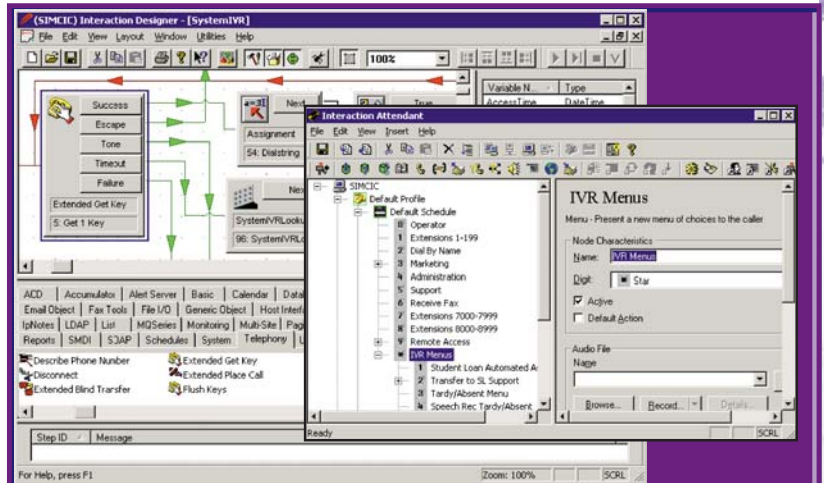 (SIMCIC) Interaction Designer - [SystemIVR]
File Edit View Layout Window Utilities Help
100%
Success
Escape
Tone
Timeout
Failure
Extended Get Key
5: Get 1 Key
Next
Assignment
54: Dialstring
True
Variable N... Type
AccessTime DateTime
Next
96:
ACD Accumulator Alert Server Basic Calendar
Email Object Fax Tools File I/O Generic Object
IpNotes LDAP List MQSeries Monitoring Multi-Site
Reports SMDI SOAP Schedules System Telephony
Describe Phone Number
Extended Get Key
Disconnect
Extended Place Call
Extended Blind Transfer
Flush Keys
Step ID Message
For Help, press F1
Zoom: 100%
SCRL
Interaction Attendant
File Edit View Insert Help
SIMCIC
Default Profile
Default Schedule
0 Operator
1 Extensions 1-199
2 Dial By Name
3 Marketing
4 Administration
5 Support
6 Receive Fax
7 Extensions 7000-7999
8 Extensions 8000-8999
9 Remote Access
IVR Menus
1 Student Loan Automated
2 Transfer to SL Support
3 Tardy/Absent Menu
4 Speech Rec Tardy/Absent
IVR Menus
Menu - Present a new menu of choices to the caller
Node Characteristics
Name: IVR Menus
Digit: Star
Active
Default Action
Audio File
Name
Browse... Record... Details...
Ready
SCRL